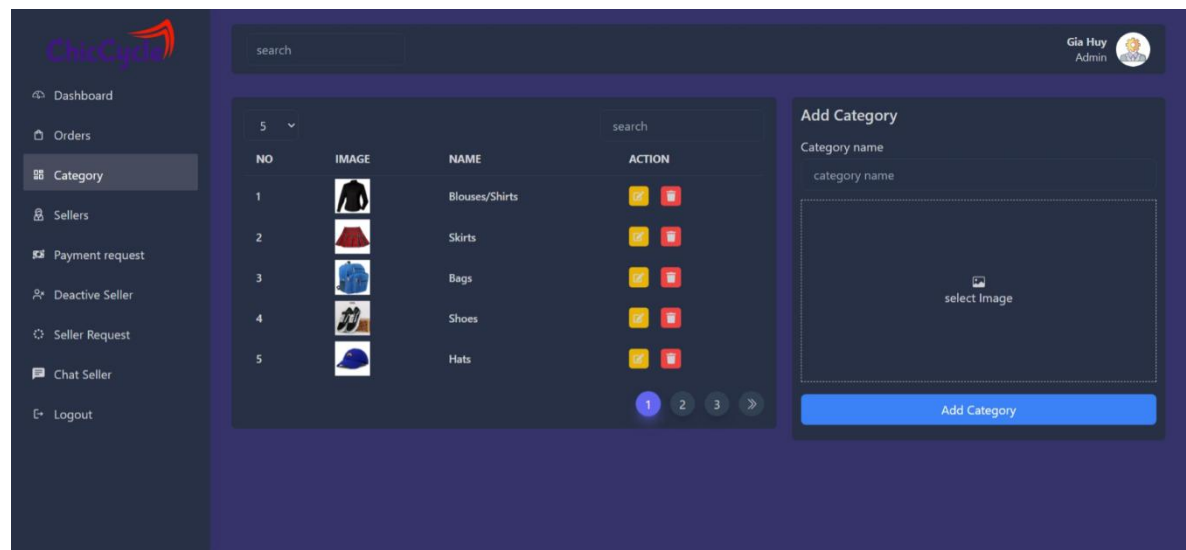 ChicCycle
search
Gia Huy
Admin
Dashboard
Orders
Category
Sellers
Payment request
Deactive Seller
Seller Request
Chat Seller
Logout
5
search
NO IMAGE NAME ACTION
1 Blouses/Shirts
2 Skirts
3 Bags
4 Shoes
5 Hats
1 2 3
Add Category
Category name
category name
select Image
Add Category